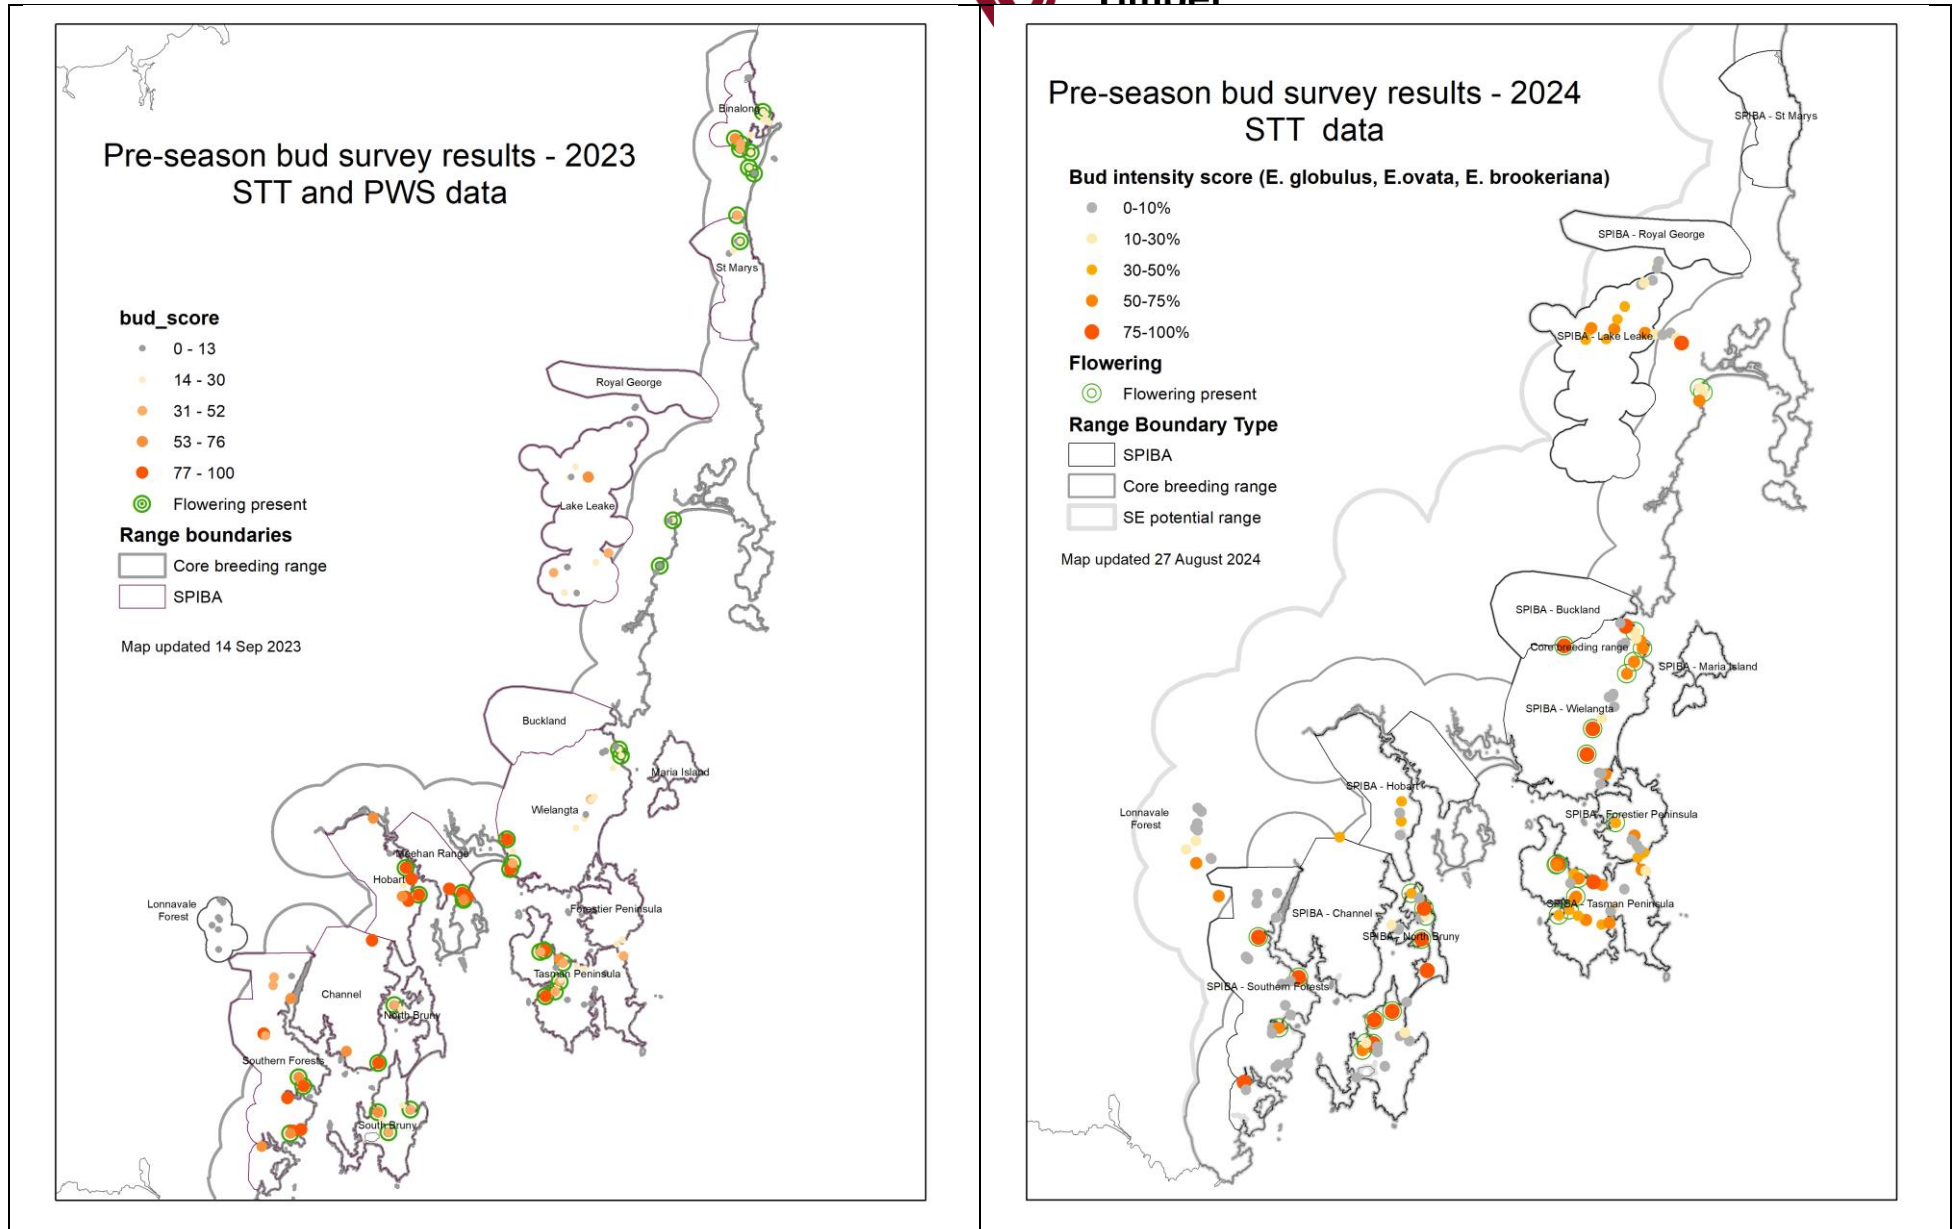 Pre-season bud survey results - 2023
STT and PWS data
bud_score
0 - 13
14 - 30
31 - 52
53 - 76
77 - 100
Flowering present
Range boundaries
Core breeding range
SPIBA
Map updated 14 Sep 2023
Binalong
St Marys
Royal George
Lake Leake
Buckland
Maria Island
Wielangta
Meehan Range
Hobart
Forestier Peninsula
Lonnavale
Forest
Tasman Peninsula
Channel
North Bruny
Southern Forests
South Bruny
Pre-season bud survey results - 2024
STT data
Bud intensity score (E. globulus, E.ovata, E. brookeriana)
0-10%
10-30%
30-50%
50-75%
75-100%
Flowering
Flowering present
Range Boundary Type
SPIBA
Core breeding range
SE potential range
Map updated 27 August 2024
SPIBA - St Marys
SPIBA - Royal George
SPIBA - Lake Leake
SPIBA - Buckland
Core breeding range
SPIBA - Maria Island
SPIBA - Wielangta
SPIBA - Hobart
Lonnavale
Forest
SPIBA - Forestier Peninsula
SPIBA - Tasman Peninsula
SPIBA - Channel
SPIBA - North Bruny
SPIBA - Southern Forests